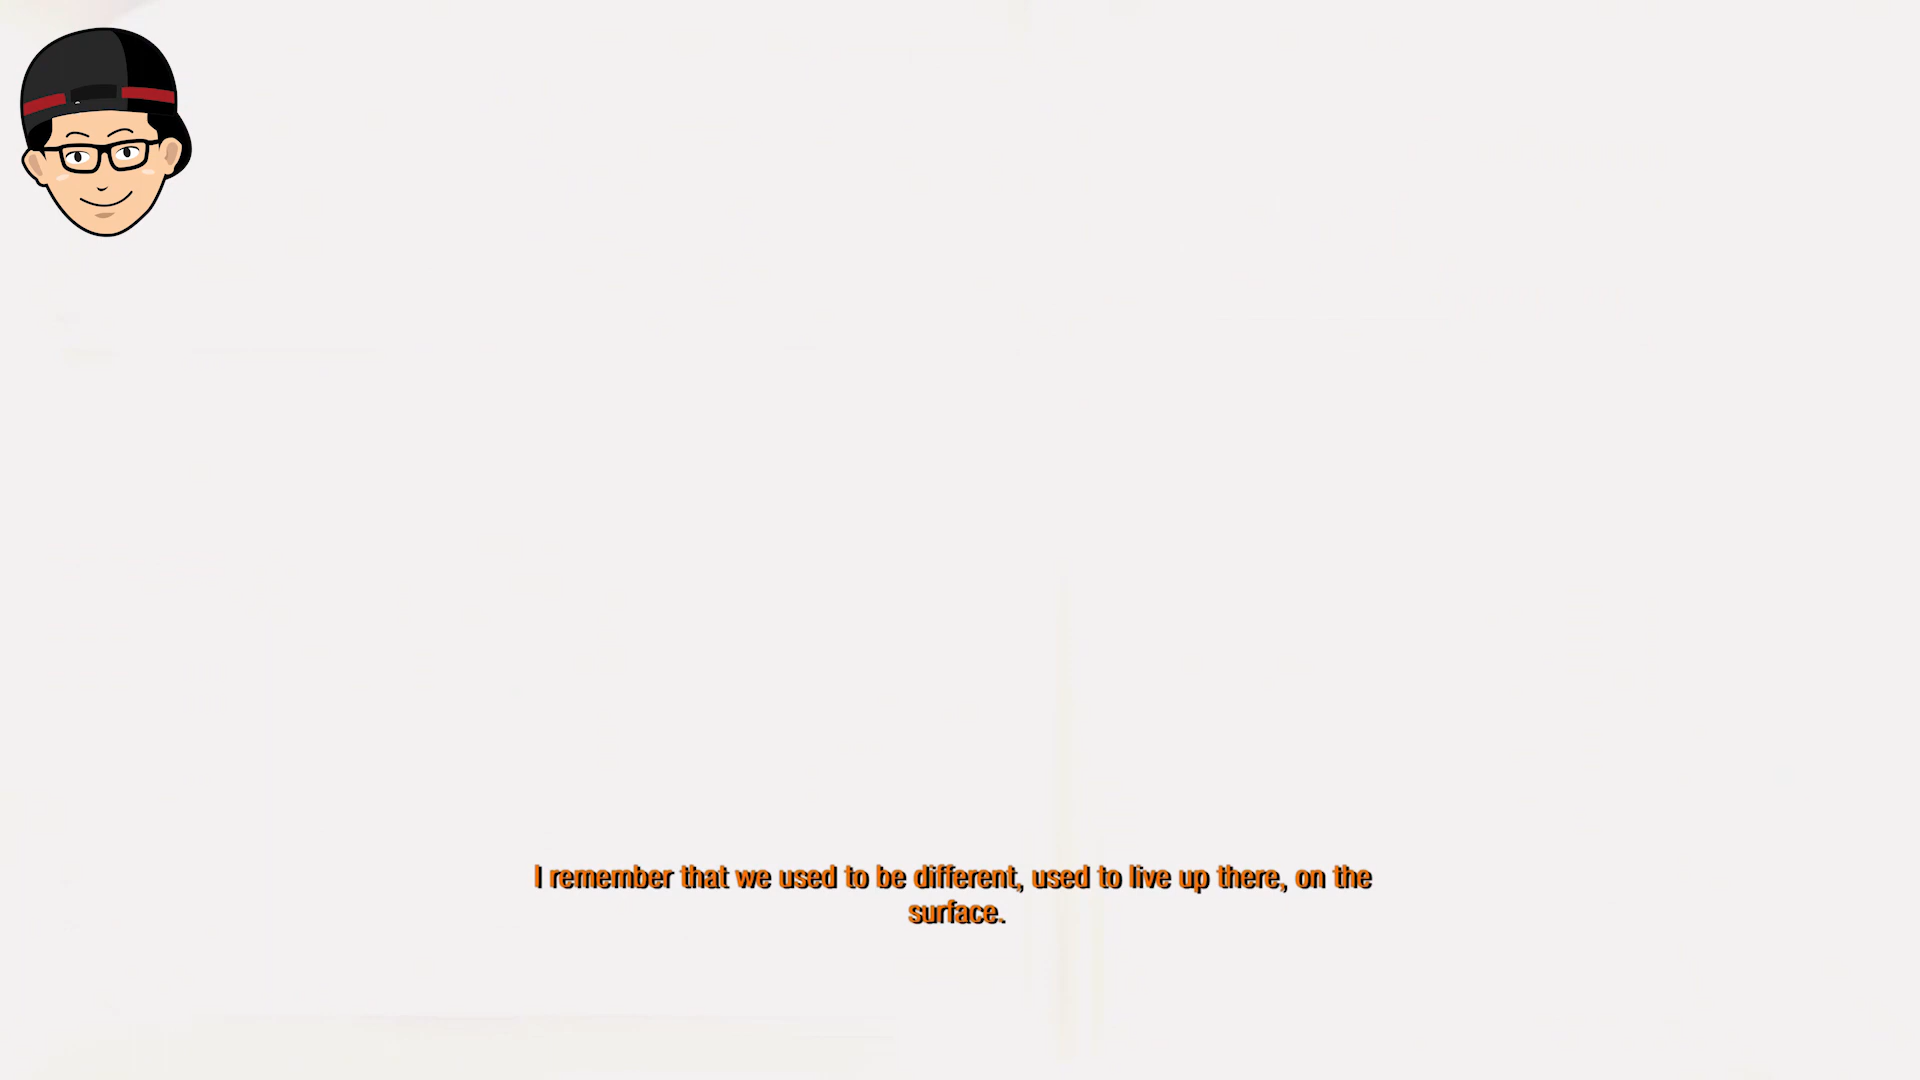 I remember that we used to be different, used to live up there, on the
surface.